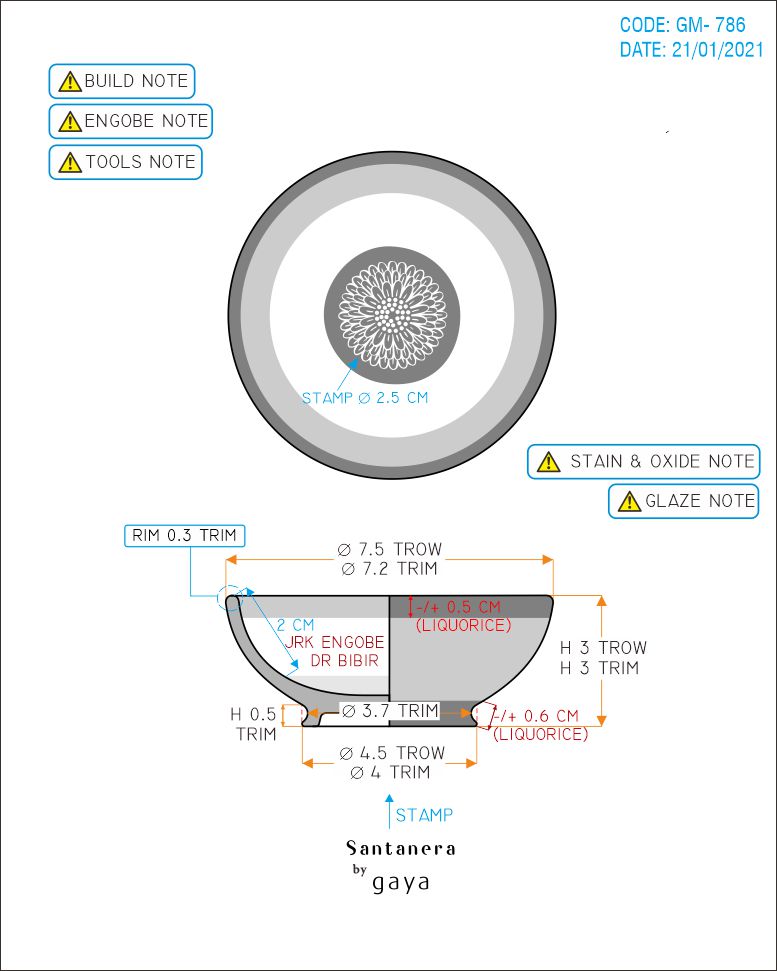 CODE: GM- 786
DATE: 21/01/2021
BUILD NOTE
ENGOBE NOTE
TOOLS NOTE
STAMP Ø 2.5 CM
STAIN & OXIDE NOTE
GLAZE NOTE
RIM 0.3 TRIM
Ø 7.5 TROW
Ø 7.2 TRIM
-/+ 0.5 CM
(LIQUORICE)
2 CM
JRK ENGOBE
DR BIBIR
H 3 TROW
H 3 TRIM
H 0.5
TRIM
Ø 3.7 TRIM
-/+ 0.6 CM
(LIQUORICE)
Ø 4.5 TROW
Ø 4 TRIM
STAMP
Santanera
by
gaya